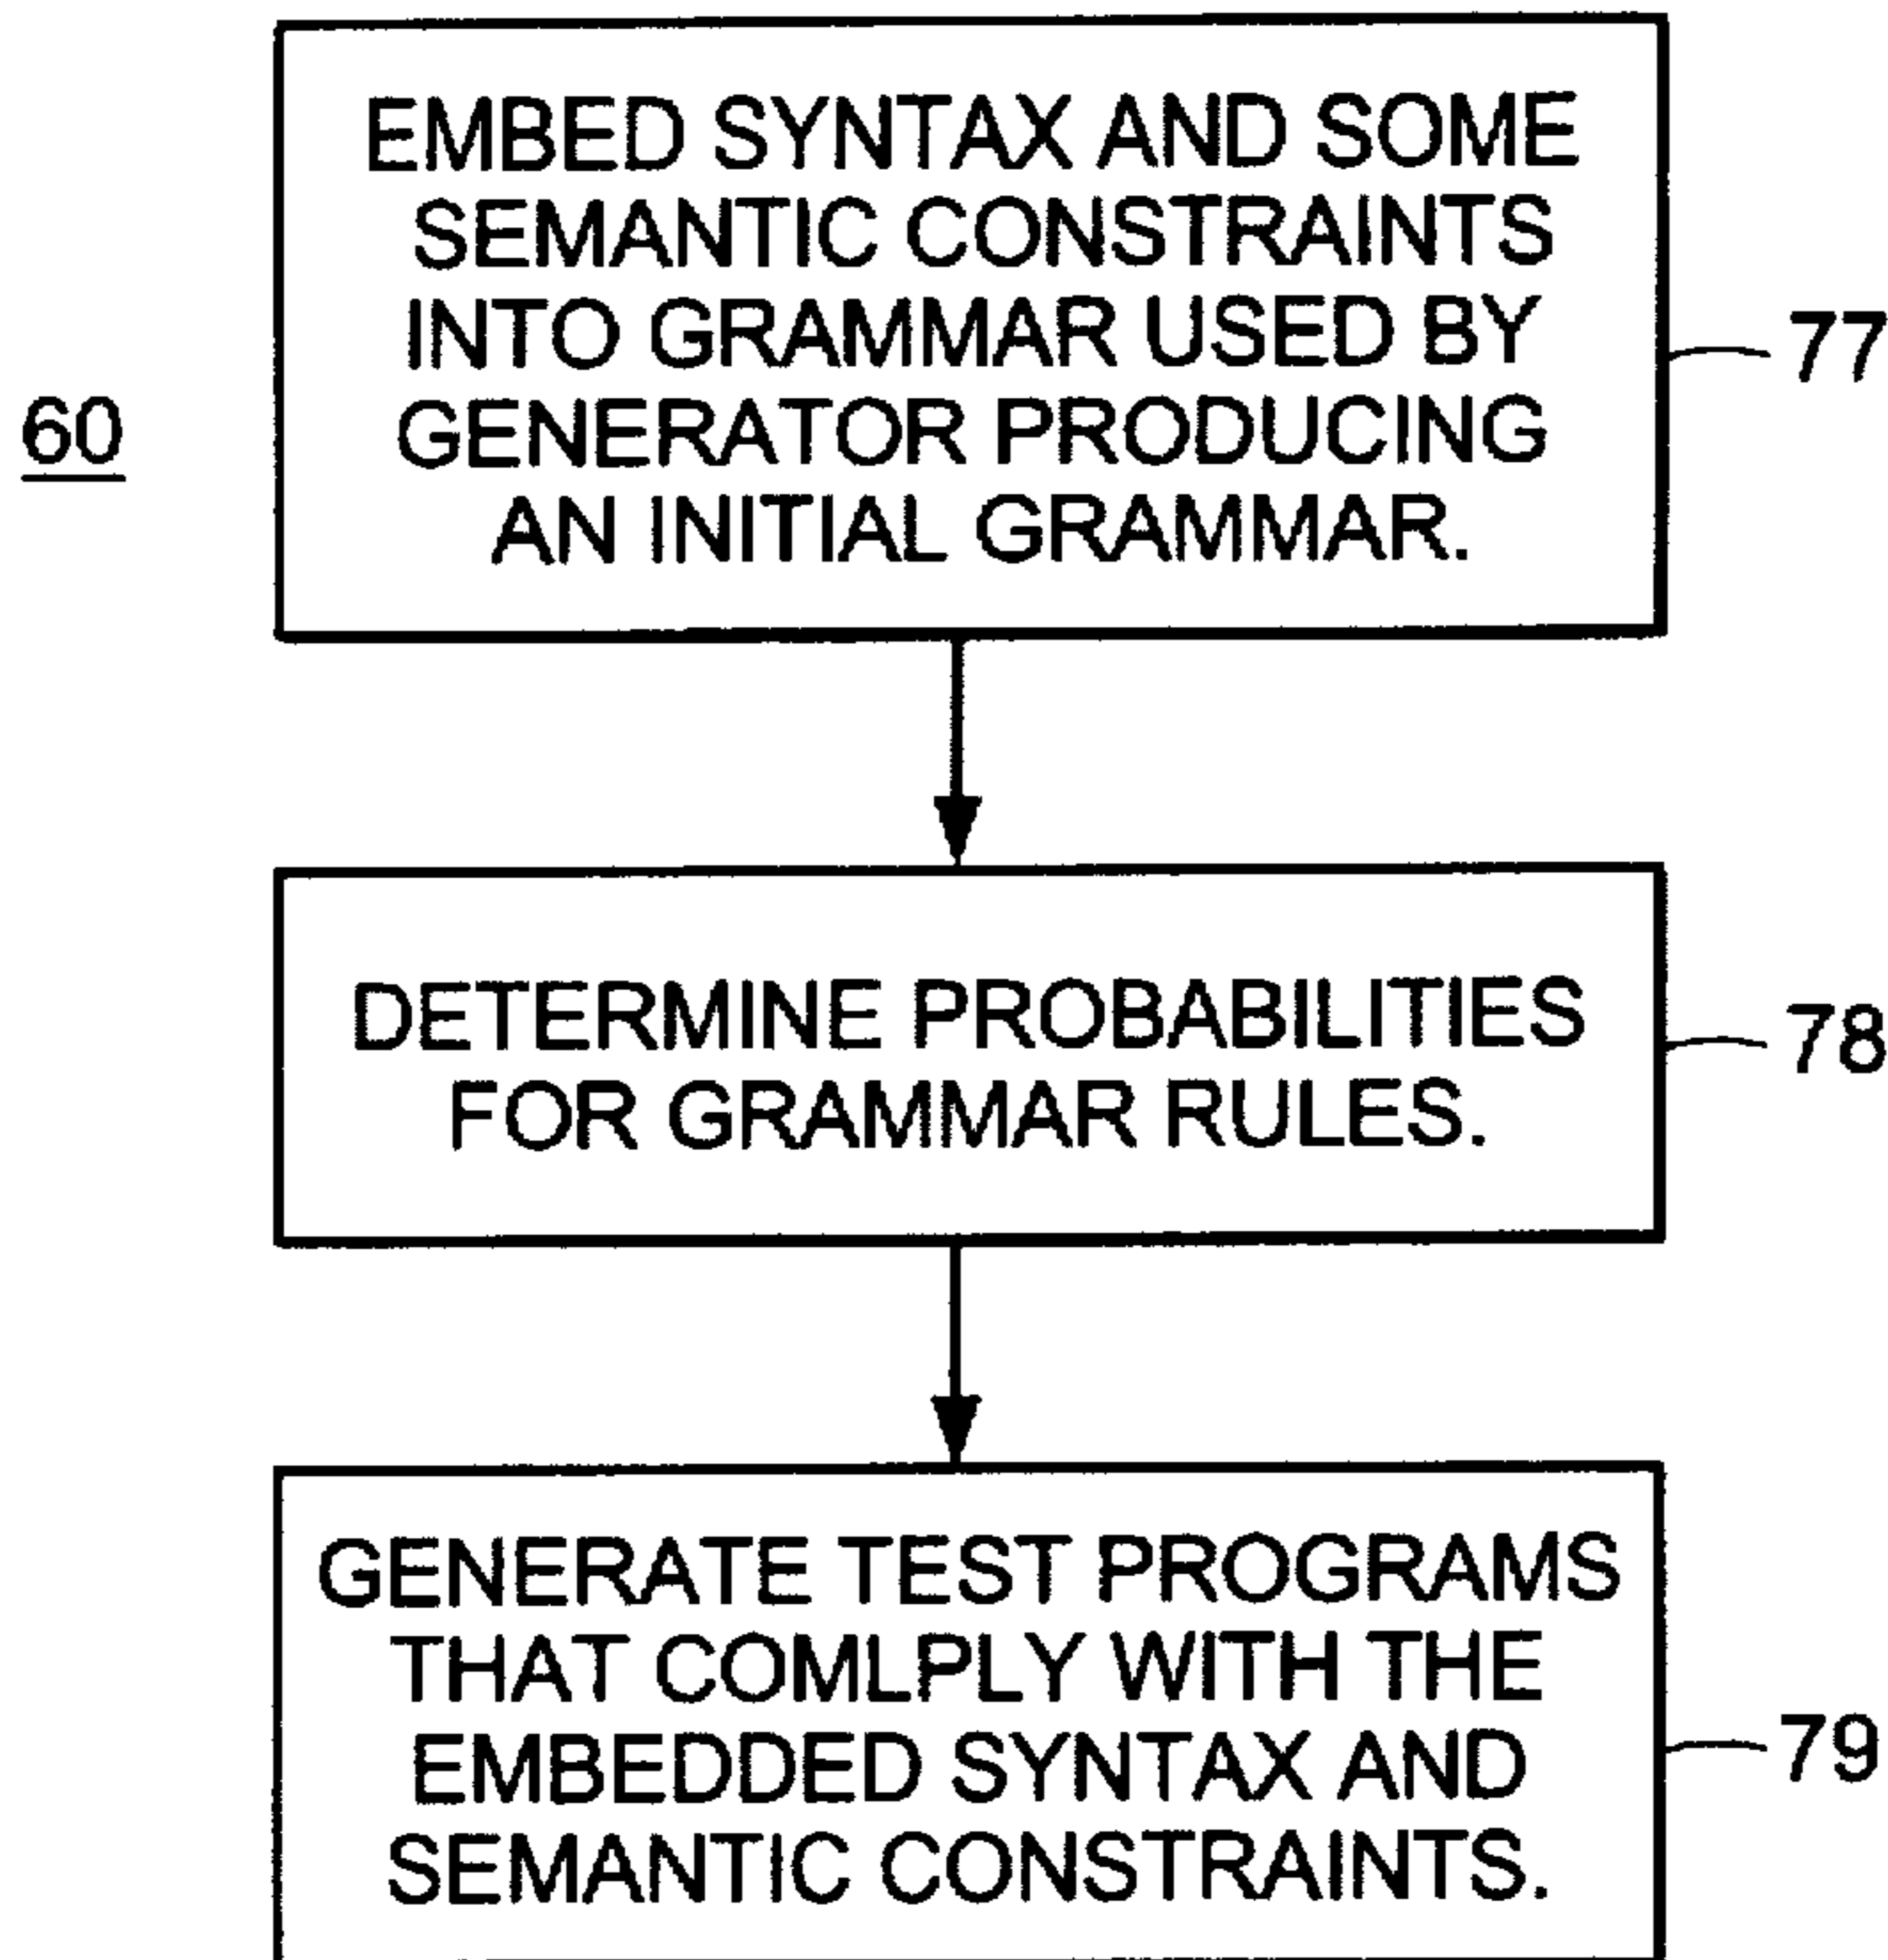 EMBED SYNTAX AND SOME
SEMANTIC CONSTRAINTS
INTO GRAMMAR USED BY
GENERATOR PRODUCING
AN INITIAL GRAMMAR.
77
60
DETERMINE PROBABILITIES
FOR GRAMMAR RULES.
78
GENERATE TEST PROGRAMS
THAT COMLPLY WITH THE
EMBEDDED SYNTAX AND
SEMANTIC CONSTRAINTS.
79